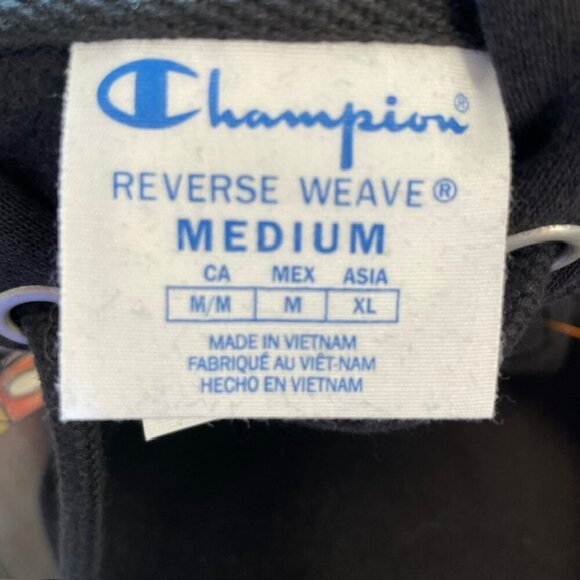 Champion®
REVERSE WEAVE®
MEDIUM
CA MEX ASIA
M/M M XL
MADE IN VIETNAM
FABRIQUÉ AU VIÊT-NAM
HECHO EN VIETNAM